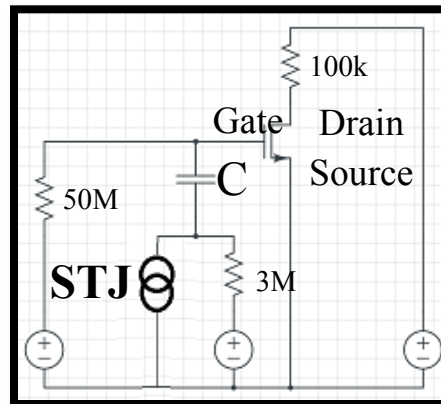 100k
Gate Drain
Source
C
50M
STJ
3M
+
−
+
−
+
−